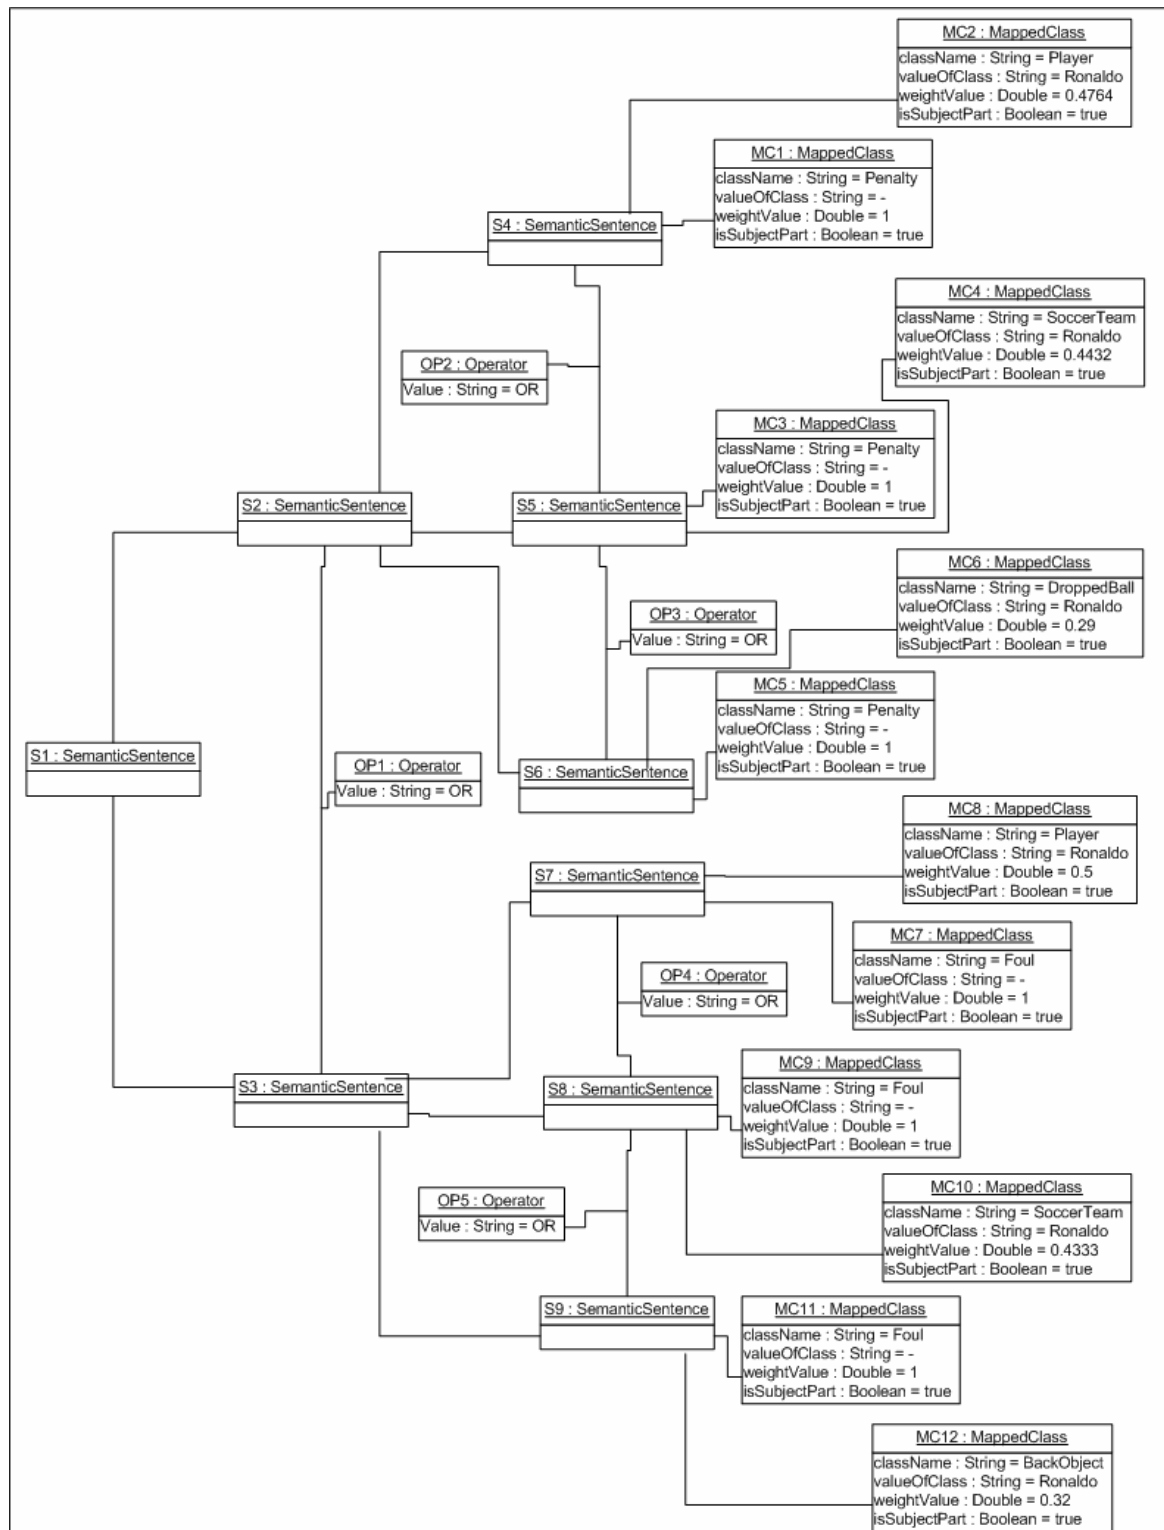 MC2 : MappedClass
className : String = Player
valueOfClass : String = Ronaldo
weightValue : Double = 0.4764
isSubjectPart : Boolean = true
MC1 : MappedClass
className : String = Penalty
valueOfClass : String = -
weightValue : Double = 1
isSubjectPart : Boolean = true
S4 : SemanticSentence
MC4 : MappedClass
className : String = SoccerTeam
valueOfClass : String = Ronaldo
weightValue : Double = 0.4432
isSubjectPart : Boolean = true
OP2 : Operator
Value : String = OR
MC3 : MappedClass
className : String = Penalty
valueOfClass : String = -
weightValue : Double = 1
isSubjectPart : Boolean = true
S2 : SemanticSentence
S5 : SemanticSentence
MC6 : MappedClass
className : String = DroppedBall
valueOfClass : String = Ronaldo
weightValue : Double = 0.29
isSubjectPart : Boolean = true
OP3 : Operator
Value : String = OR
MC5 : MappedClass
className : String = Penalty
valueOfClass : String = -
weightValue : Double = 1
isSubjectPart : Boolean = true
S1 : SemanticSentence
OP1 : Operator
Value : String = OR
S6 : SemanticSentence
MC8 : MappedClass
className : String = Player
valueOfClass : String = Ronaldo
weightValue : Double = 0.5
isSubjectPart : Boolean = true
S7 : SemanticSentence
MC7 : MappedClass
className : String = Foul
valueOfClass : String = -
weightValue : Double = 1
isSubjectPart : Boolean = true
OP4 : Operator
Value : String = OR
S3 : SemanticSentence
S8 : SemanticSentence
MC9 : MappedClass
className : String = Foul
valueOfClass : String = -
weightValue : Double = 1
isSubjectPart : Boolean = true
OP5 : Operator
Value : String = OR
MC10 : MappedClass
className : String = SoccerTeam
valueOfClass : String = Ronaldo
weightValue : Double = 0.4333
isSubjectPart : Boolean = true
S9 : SemanticSentence
MC11 : MappedClass
className : String = Foul
valueOfClass : String = -
weightValue : Double = 1
isSubjectPart : Boolean = true
MC12 : MappedClass
className : String = BackObject
valueOfClass : String = Ronaldo
weightValue : Double = 0.32
isSubjectPart : Boolean = true